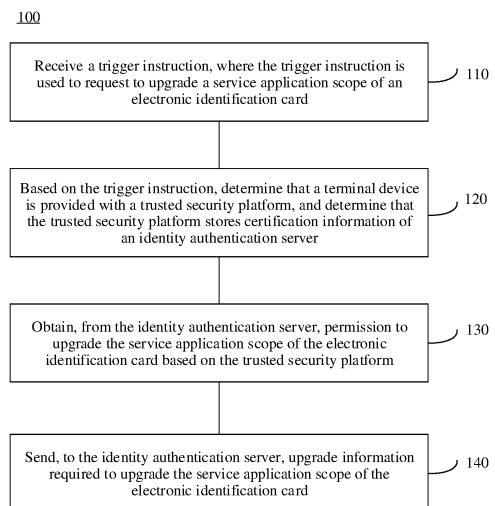 100
Receive a trigger instruction, where the trigger instruction is
used to request to upgrade a service application scope of an
electronic identification card
110
Based on the trigger instruction, determine that a terminal device
is provided with a trusted security platform, and determine that
the trusted security platform stores certification information of
an identity authentication server
120
Obtain, from the identity authentication server, permission to
upgrade the service application scope of the electronic
identification card based on the trusted security platform
130
Send, to the identity authentication server, upgrade information
required to upgrade the service application scope of the
electronic identification card
140